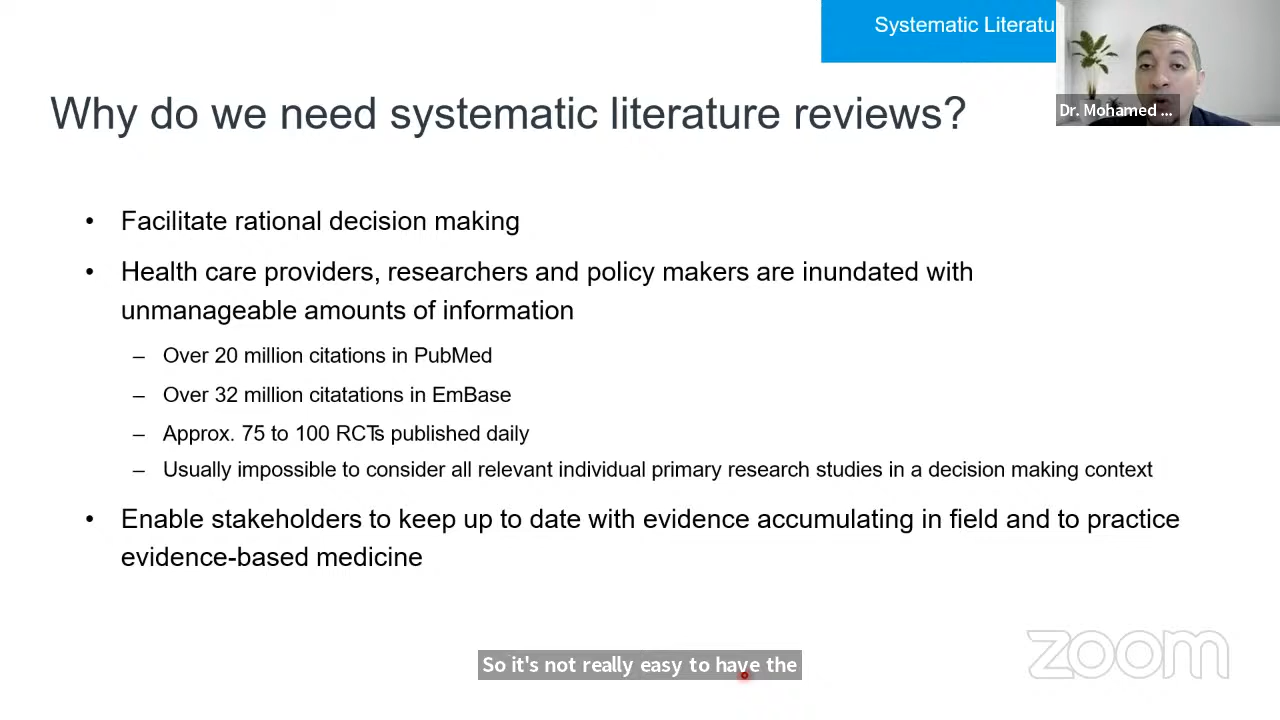 Systematic Literatu
Dr. Mohamed ...
Why do we need systematic literature reviews?
• Facilitate rational decision making
• Health care providers, researchers and policy makers are inundated with
unmanageable amounts of information
– Over 20 million citations in PubMed
– Over 32 million citatations in EmBase
– Approx. 75 to 100 RCTs published daily
– Usually impossible to consider all relevant individual primary research studies in a decision making context
• Enable stakeholders to keep up to date with evidence accumulating in field and to practice
evidence-based medicine
So it's not really easy to have the
zoom